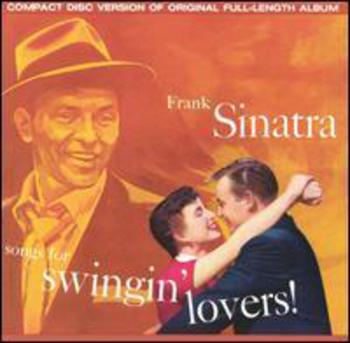 COMPACT DISC VERSION OF ORIGINAL FULL-LENGTH ALBUM
Frank
Sinatra
songs for
swingin'
lovers!